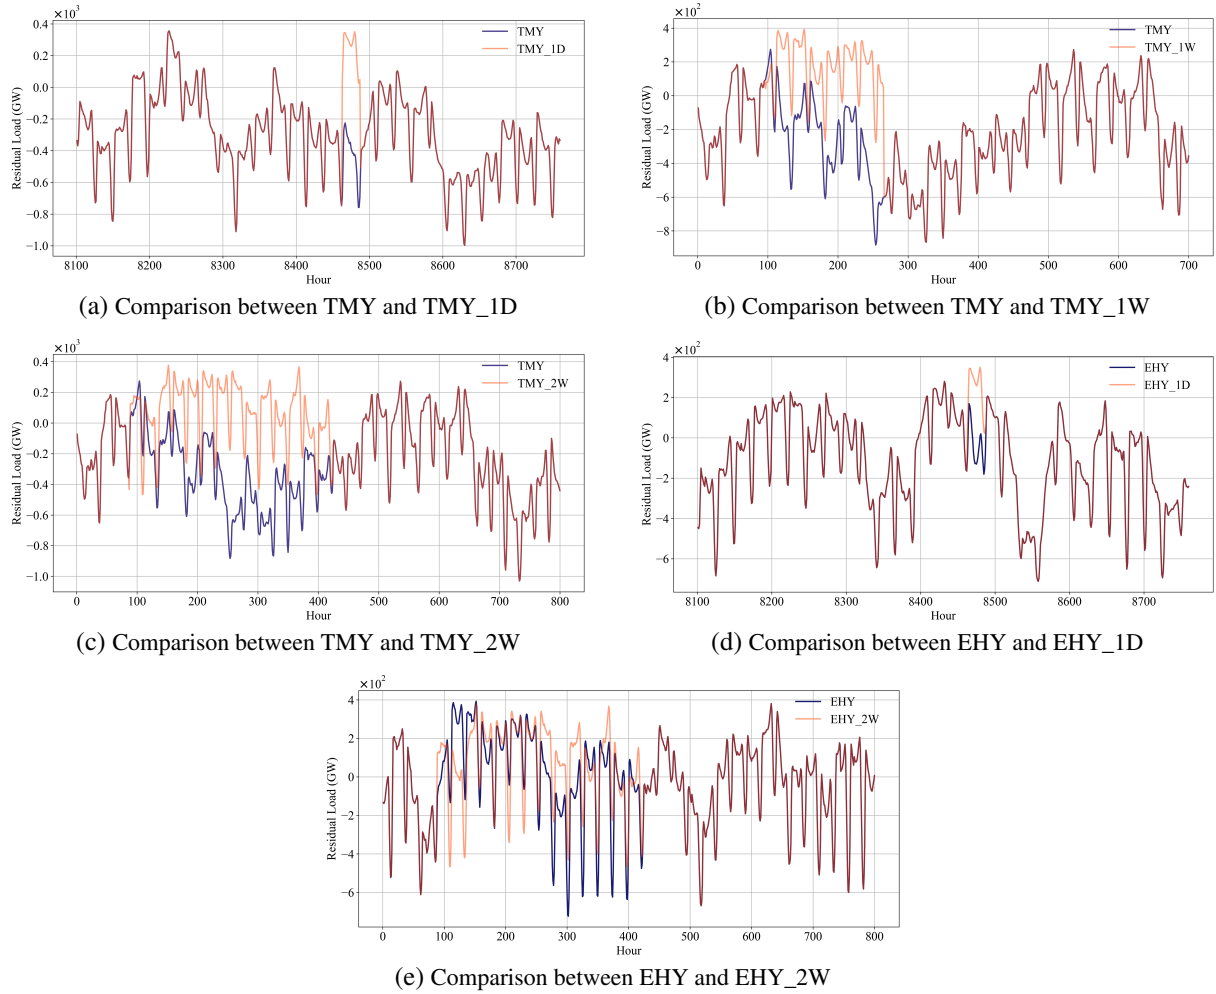 ×10³
0.4
0.2
0.0
−0.2
−0.4
−0.6
−0.8
−1.0
Residual Load (GW)
TMY
TMY_1D
8100 8200 8300 8400 8500 8600 8700
Hour
(a) Comparison between TMY and TMY_1D
×10²
4
2
0
−2
−4
−6
−8
Residual Load (GW)
TMY
TMY_1W
0 100 200 300 400 500 600 700
Hour
(b) Comparison between TMY and TMY_1W
×10³
0.4
0.2
0.0
−0.2
−0.4
−0.6
−0.8
−1.0
Residual Load (GW)
TMY
TMY_2W
0 100 200 300 400 500 600 700 800
Hour
(c) Comparison between TMY and TMY_2W
×10²
4
2
0
−2
−4
−6
Residual Load (GW)
EHY
EHY_1D
8100 8200 8300 8400 8500 8600 8700
Hour
(d) Comparison between EHY and EHY_1D
×10²
4
2
0
−2
−4
−6
Residual Load (GW)
EHY
EHY_2W
0 100 200 300 400 500 600 700 800
Hour
(e) Comparison between EHY and EHY_2W